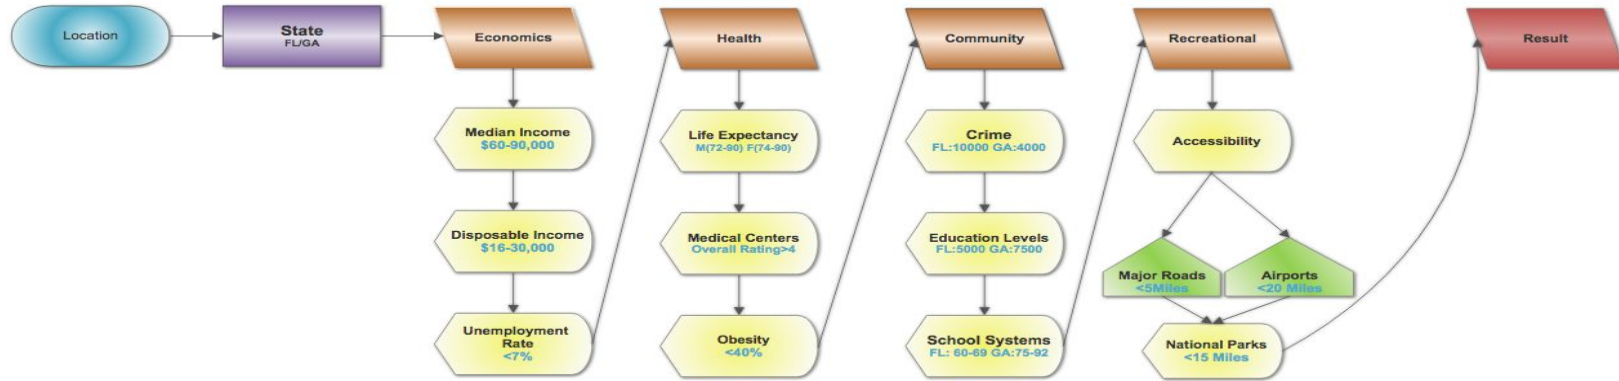 Location
State
FL/GA
Economics
Health
Community
Recreational
Result
Median Income
$60-90,000
Life Expectancy
M(72-90) F(74-90)
Crime
FL:10000 GA:4000
Accessibility
Disposable Income
$16-30,000
Medical Centers
Overall Rating>4
Education Levels
FL:5000 GA:7500
Major Roads
<5Miles
Airports
<20 Miles
Unemployment
Rate
<7%
Obesity
<40%
School Systems
FL: 60-69 GA:75-92
National Parks
<15 Miles